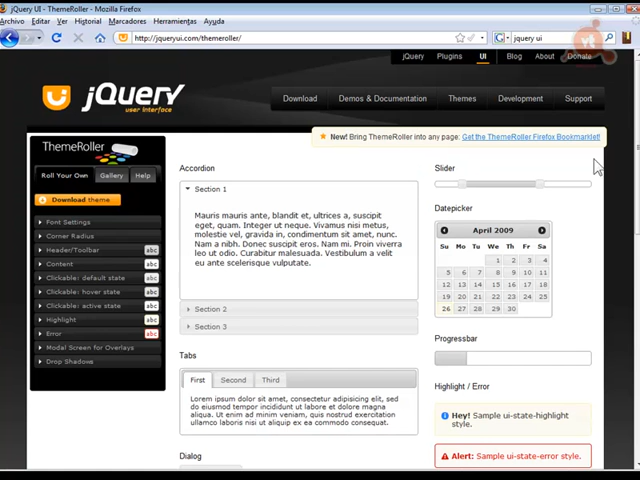 jQuery UI - ThemeRoller - Mozilla Firefox
Archivo Editar Ver Historial Marcadores Herramientas Ayuda
http://jqueryui.com/themeroller/
jquery ui
jQuery Plugins UI Blog About Donate
jQuery
user interface
Download Demos & Documentation Themes Development Support
New! Bring ThemeRoller into any page: Get the ThemeRoller Firefox Bookmarklet!
ThemeRoller
Roll Your Own Gallery Help
Download theme
Font Settings
Corner Radius
Header/Toolbar abc
Content abc
Clickable: default state abc
Clickable: hover state abc
Clickable: active state abc
Highlight abc
Error abc
Modal Screen for Overlays
Drop Shadows
Accordion
Section 1
Mauris mauris ante, blandit et, ultrices a, suscipit
eget, quam. Integer ut neque. Vivamus nisi metus,
molestie vel, gravida in, condimentum sit amet, nunc.
Nam a nibh. Donec suscipit eros. Nam mi. Proin viverra
leo ut odio. Curabitur malesuada. Vestibulum a velit
eu ante scelerisque vulputate.
Section 2
Section 3
Tabs
First Second Third
Lorem ipsum dolor sit amet, consectetur adipisicing elit, sed
do eiusmod tempor incididunt ut labore et dolore magna
aliqua. Ut enim ad minim veniam, quis nostrud exercitation
ullamco laboris nisi ut aliquip ex ea commodo consequat.
Dialog
Slider
Datepicker
April 2009
Su Mo Tu We Th Fr Sa
1 2 3 4
5 6 7 8 9 10 11
12 13 14 15 16 17 18
19 20 21 22 23 24 25
26 27 28 29 30
Progressbar
Highlight / Error
Hey! Sample ui-state-highlight
style.
Alert: Sample ui-state-error style.